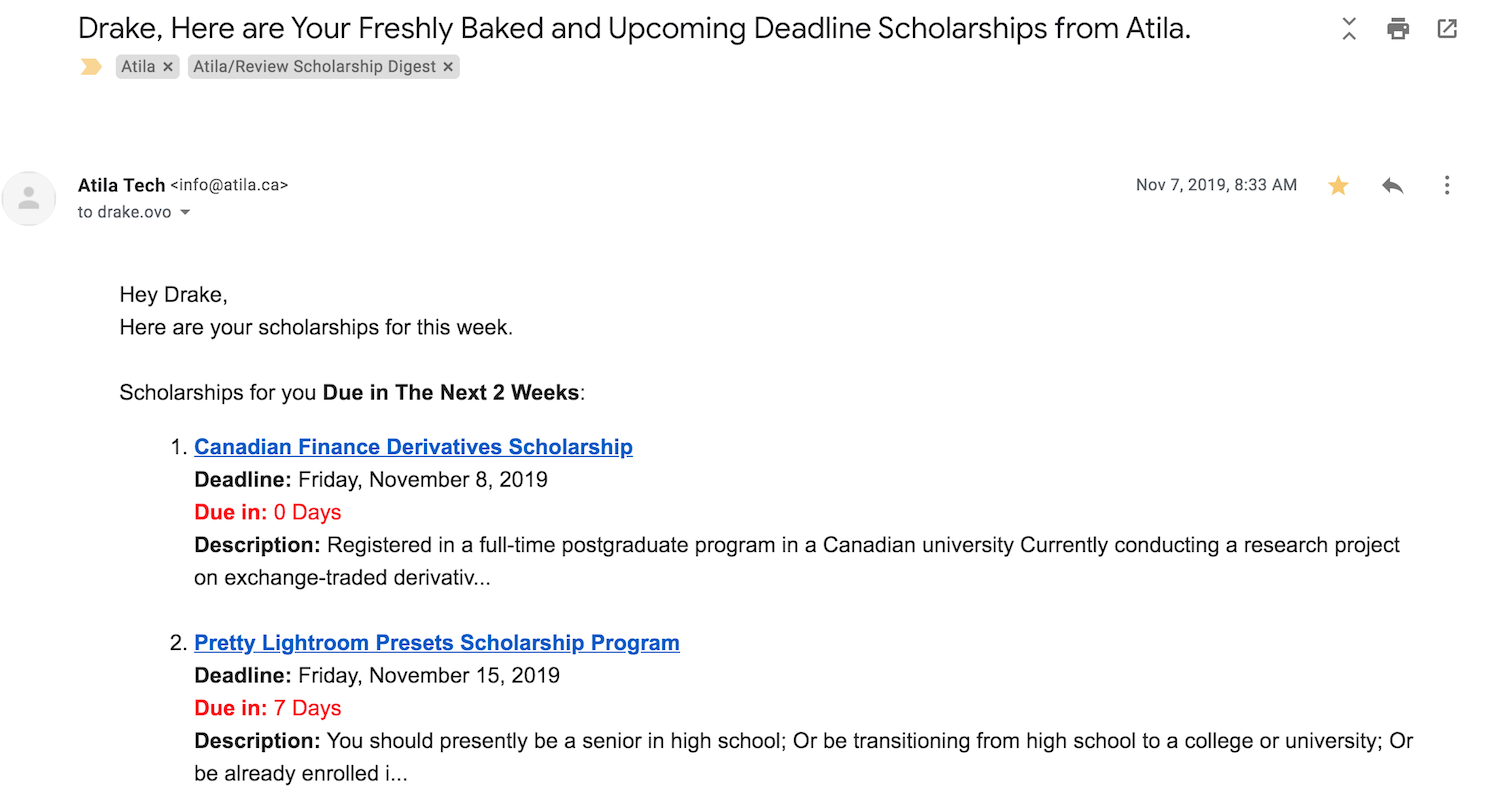 Drake, Here are Your Freshly Baked and Upcoming Deadline Scholarships from Atila.
Atila × Atila/Review Scholarship Digest ×
Atila Tech <info@atila.ca> Nov 7, 2019, 8:33 AM
to drake.ovo
Hey Drake,
Here are your scholarships for this week.
Scholarships for you Due in The Next 2 Weeks:
1. Canadian Finance Derivatives Scholarship
Deadline: Friday, November 8, 2019
Due in: 0 Days
Description: Registered in a full-time postgraduate program in a Canadian university Currently conducting a research project
on exchange-traded derivativ...
2. Pretty Lightroom Presets Scholarship Program
Deadline: Friday, November 15, 2019
Due in: 7 Days
Description: You should presently be a senior in high school; Or be transitioning from high school to a college or university; Or
be already enrolled i...